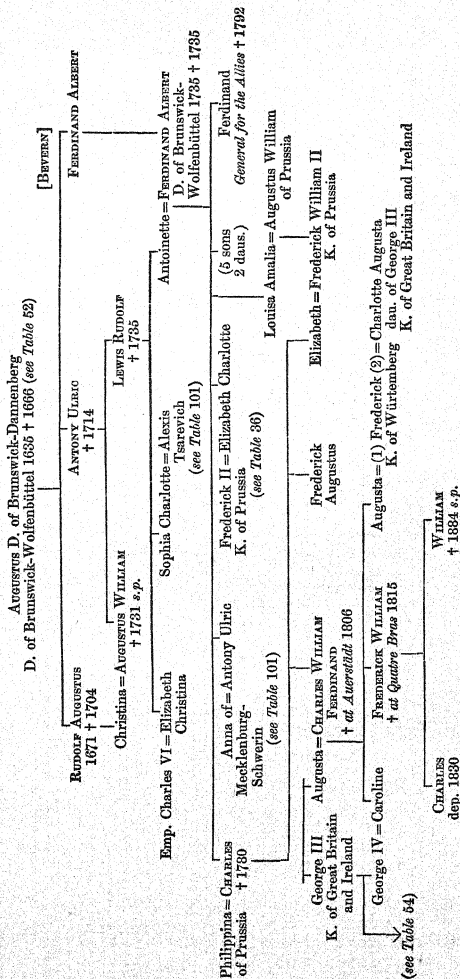 AUGUSTUS D. of Brunswick-Dannenberg
D. of Brunswick-Wolfenbüttel 1635 † 1666 (see Table 52)
[BEVERN]
RUDOLF AUGUSTUS
1671 † 1704
ANTONY ULRIC
† 1714
FERDINAND ALBERT
Christina=AUGUSTUS WILLIAM
† 1731 s.p.
LEWIS RUDOLF
† 1735
Emp. Charles VI=Elizabeth
Christina
Sophia Charlotte=Alexis
Tsarevich
(see Table 101)
Antoinette=FERDINAND ALBERT
D. of Brunswick-
Wolfenbüttel 1735 † 1735
Philippina=CHARLES
of Prussia † 1780
Anna of=Antony Ulric
Mecklenburg-
Schwerin
(see Table 101)
Frederick II=Elizabeth Charlotte
K. of Prussia
(see Table 36)
(5 sons
2 daus.)
Ferdinand
General for the Allies † 1792
Louisa Amalia=Augustus William
of Prussia
George III
K. of Great Britain
and Ireland
Augusta=CHARLES WILLIAM
FERDINAND
† at Auerstädt 1806
Frederick
Augustus
Elizabeth=Frederick William II
K. of Prussia
George IV=Caroline
FREDERICK WILLIAM
† at Quatre Bras 1815
Augusta=(1) Frederick (2)=Charlotte Augusta
K. of Würtemberg dau. of George III
K. of Great Britain and Ireland
(see Table 54)
CHARLES
dep. 1830
WILLIAM
† 1884 s.p.